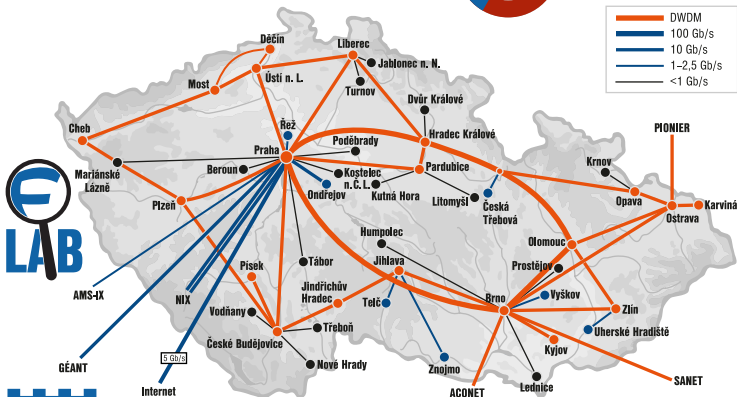 DWDM
100 Gb/s
10 Gb/s
1–2,5 Gb/s
<1 Gb/s
Děčín
Liberec
Jablonec n. N.
Ústí n. L.
Most
Turnov
Dvůr Králové
Cheb
Řež
Poděbrady
Hradec Králové
PIONIER
Praha
Mariánské
Lázně
Beroun
Kostelec
n. Č. L.
Pardubice
Krnov
Ondřejov
Kutná Hora
Litomyšl
Česká
Třebová
Opava
Ostrava
Karviná
Plzeň
LAB
Humpolec
Olomouc
Písek
Tábor
Jihlava
Prostějov
AMS-IX
NIX
Jindřichův
Hradec
Telč
Brno
Vyškov
Zlín
Vodňany
Třeboň
České Budějovice
Uherské Hradiště
Kyjov
GÉANT
5 Gb/s
Nové Hrady
Znojmo
Lednice
SANET
Internet
ACONET